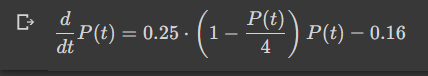 d/dt P(t) = 0.25 · (1 − P(t)/4) P(t) − 0.16